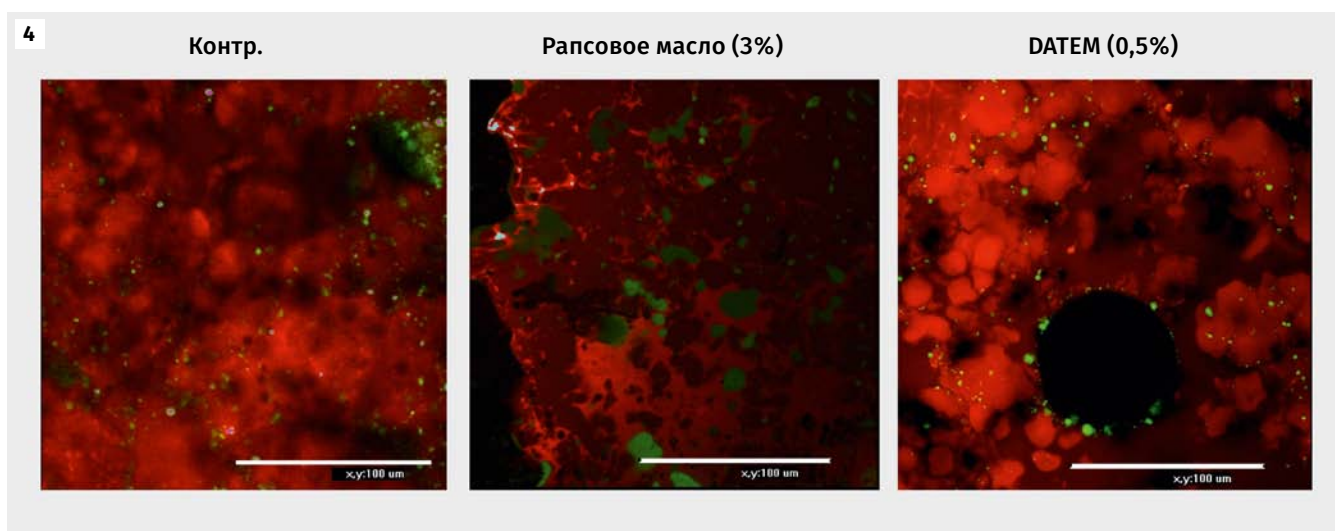 4
Контр.
Рапсовое масло (3%)
DATEM (0,5%)
x,y:100 um
x,y:100 um
x,y:100 um